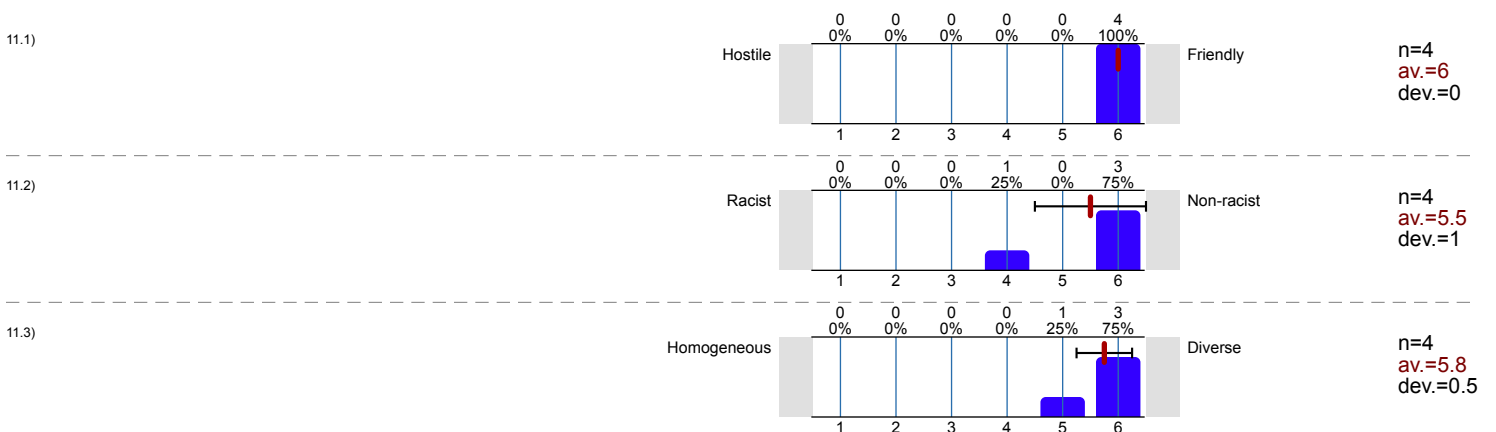 0 0 0 0 0 4
0% 0% 0% 0% 0% 100%
11.1)
Hostile Friendly
n=4
av.=6
dev.=0
1 2 3 4 5 6
0 0 0 1 0 3
0% 0% 0% 25% 0% 75%
11.2)
Racist Non-racist
n=4
av.=5.5
dev.=1
1 2 3 4 5 6
0 0 0 0 1 3
0% 0% 0% 0% 25% 75%
11.3)
Homogeneous Diverse
n=4
av.=5.8
dev.=0.5
1 2 3 4 5 6